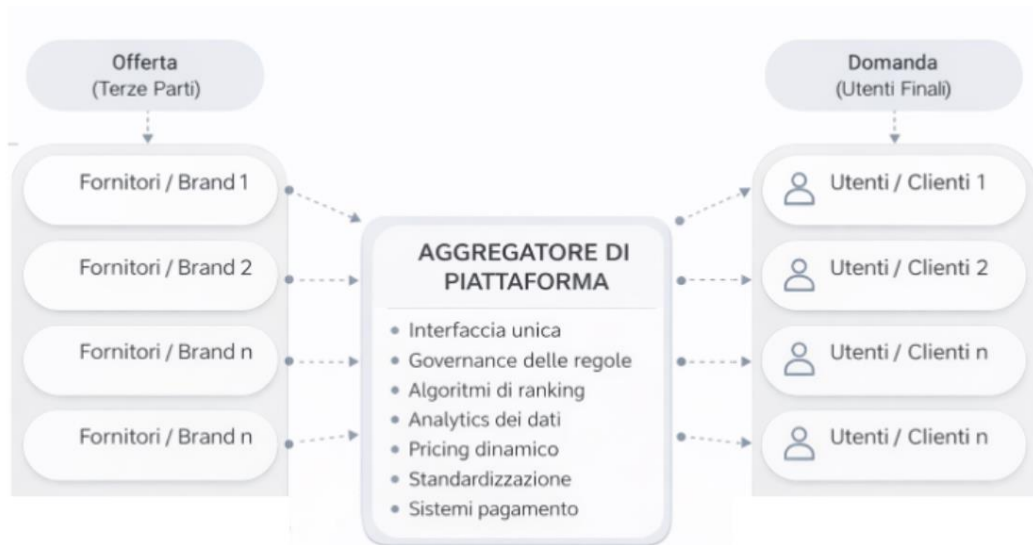 Offerta
(Terze Parti)
Fornitori / Brand 1
Fornitori / Brand 2
Fornitori / Brand n
Fornitori / Brand n
AGGREGATORE DI
PIATTAFORMA
• Interfaccia unica
• Governance delle regole
• Algoritmi di ranking
• Analytics dei dati
• Pricing dinamico
• Standardizzazione
• Sistemi pagamento
Domanda
(Utenti Finali)
Utenti / Clienti 1
Utenti / Clienti 2
Utenti / Clienti n
Utenti / Clienti n